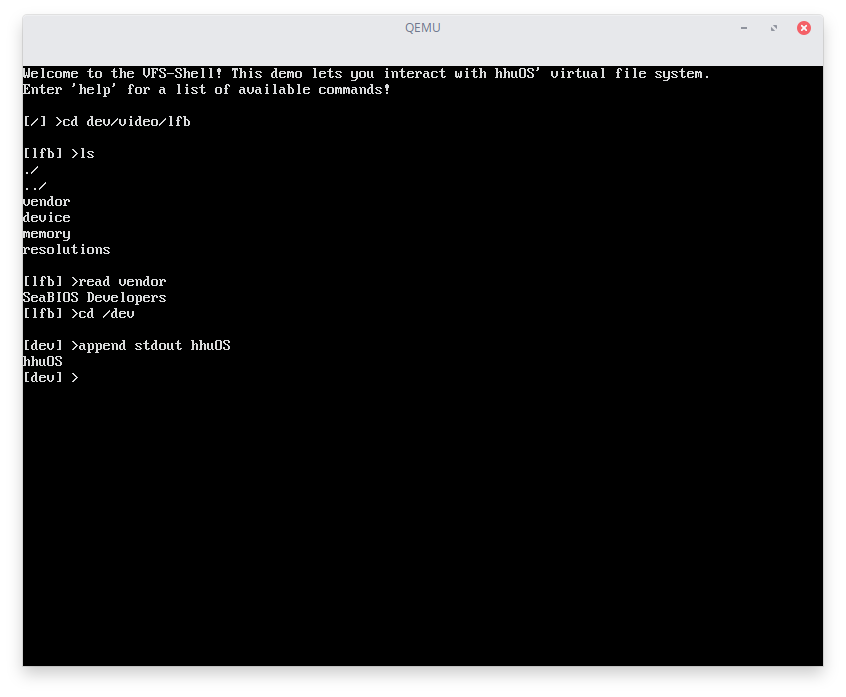 QEMU
Welcome to the VFS-Shell! This demo lets you interact with hhuOS' virtual file system.
Enter 'help' for a list of available commands!
[/] >cd dev/video/lfb
[lfb] >ls
./
../
vendor
device
memory
resolutions
[lfb] >read vendor
SeaBIOS Developers
[lfb] >cd /dev
[dev] >append stdout hhuOS
hhuOS
[dev] >